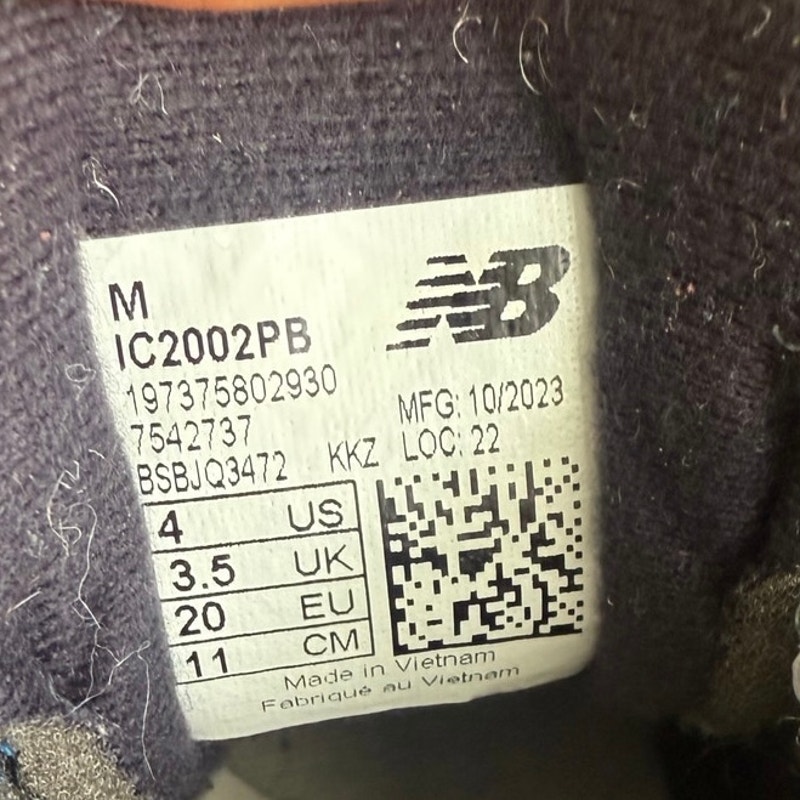 NB
M
IC2002PB
197375802930
7542737
BSBJQ3472 KKZ
MFG: 10/2023
LOC: 22
4 US
3.5 UK
20 EU
11 CM
Made in Vietnam
Fabriqué au Vietnam